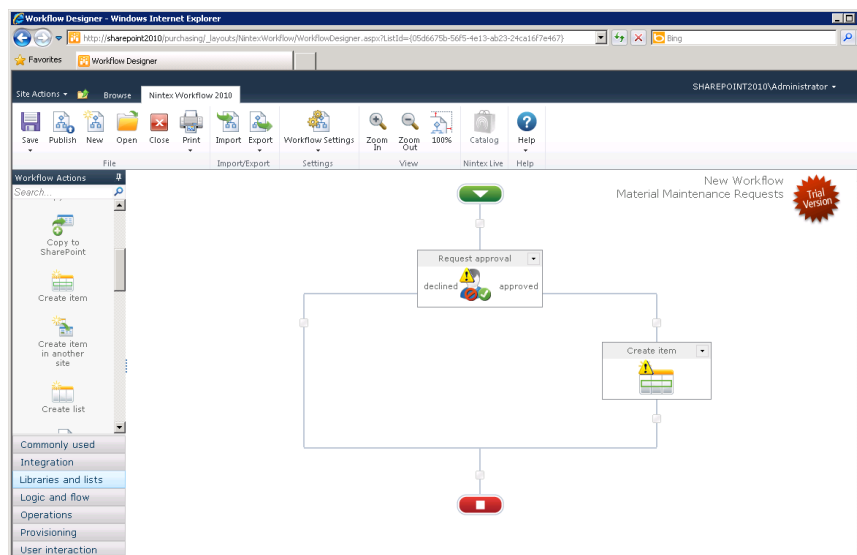 Workflow Designer - Windows Internet Explorer
http://sharepoint2010/purchasing/_layouts/NintexWorkflow/WorkflowDesigner.aspx?ListId={05d6675b-56f5-4e13-ab23-24ca16f7e467}
Bing
Favorites
Workflow Designer
SHAREPOINT2010\Administrator
Site Actions
Browse
Nintex Workflow 2010
Save
Publish
New
Open
Close
Print
Import
Export
Workflow Settings
Zoom In
Zoom Out
100%
Catalog
Help
File
Import/Export
Settings
View
Nintex Live
Help
Workflow Actions
Search...
Copy to
SharePoint
Create item
Create item
in another
site
Create list
Commonly used
Integration
Libraries and lists
Logic and flow
Operations
Provisioning
User interaction
New Workflow
Material Maintenance Requests
Trial
Version
Request approval
declined
approved
Create item